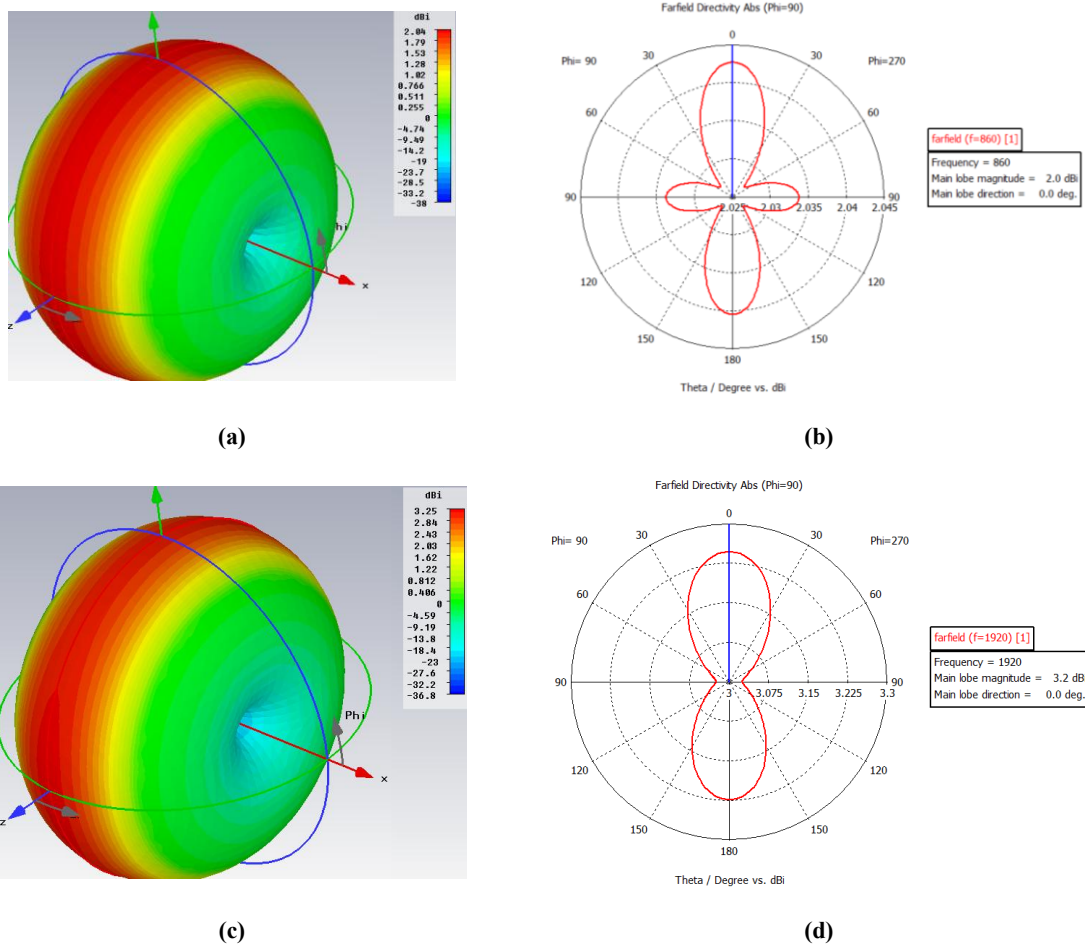 dBi
2.04
1.79
1.53
1.28
1.02
0.766
0.511
0.255
0
-4.74
-9.49
-14.2
-19
-23.7
-28.5
-33.2
-38
x
z
(a)
Farfield Directivity Abs (Phi=90)
0
30
30
Phi= 90
Phi=270
60
60
90
2.025
2.03
2.035
2.04
2.045
90
120
120
150
150
180
Theta / Degree vs. dBi
farfield (f=860) [1]
Frequency = 860
Main lobe magnitude = 2.0 dBi
Main lobe direction = 0.0 deg.
(b)
dBi
3.25
2.84
2.43
2.03
1.62
1.22
0.812
0.406
0
-4.59
-9.19
-13.8
-18.4
-23
-27.6
-32.2
-36.8
Phi
x
z
(c)
Farfield Directivity Abs (Phi=90)
0
30
30
Phi= 90
Phi=270
60
60
90
3
3.075
3.15
3.225
3.3
90
120
120
150
150
180
Theta / Degree vs. dBi
farfield (f=1920) [1]
Frequency = 1920
Main lobe magnitude = 3.2 dBi
Main lobe direction = 0.0 deg.
(d)